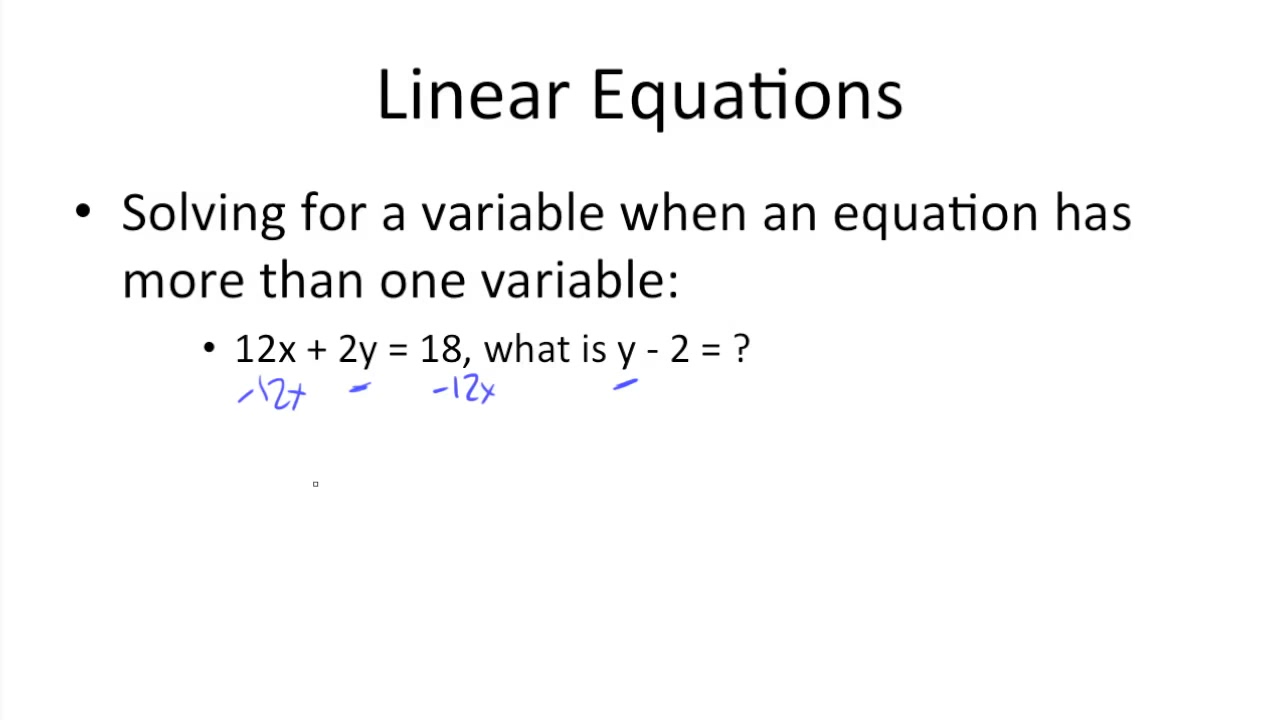 Linear Equations
• Solving for a variable when an equation has
more than one variable:
• 12x + 2y = 18, what is y - 2 = ?
-12x -12x